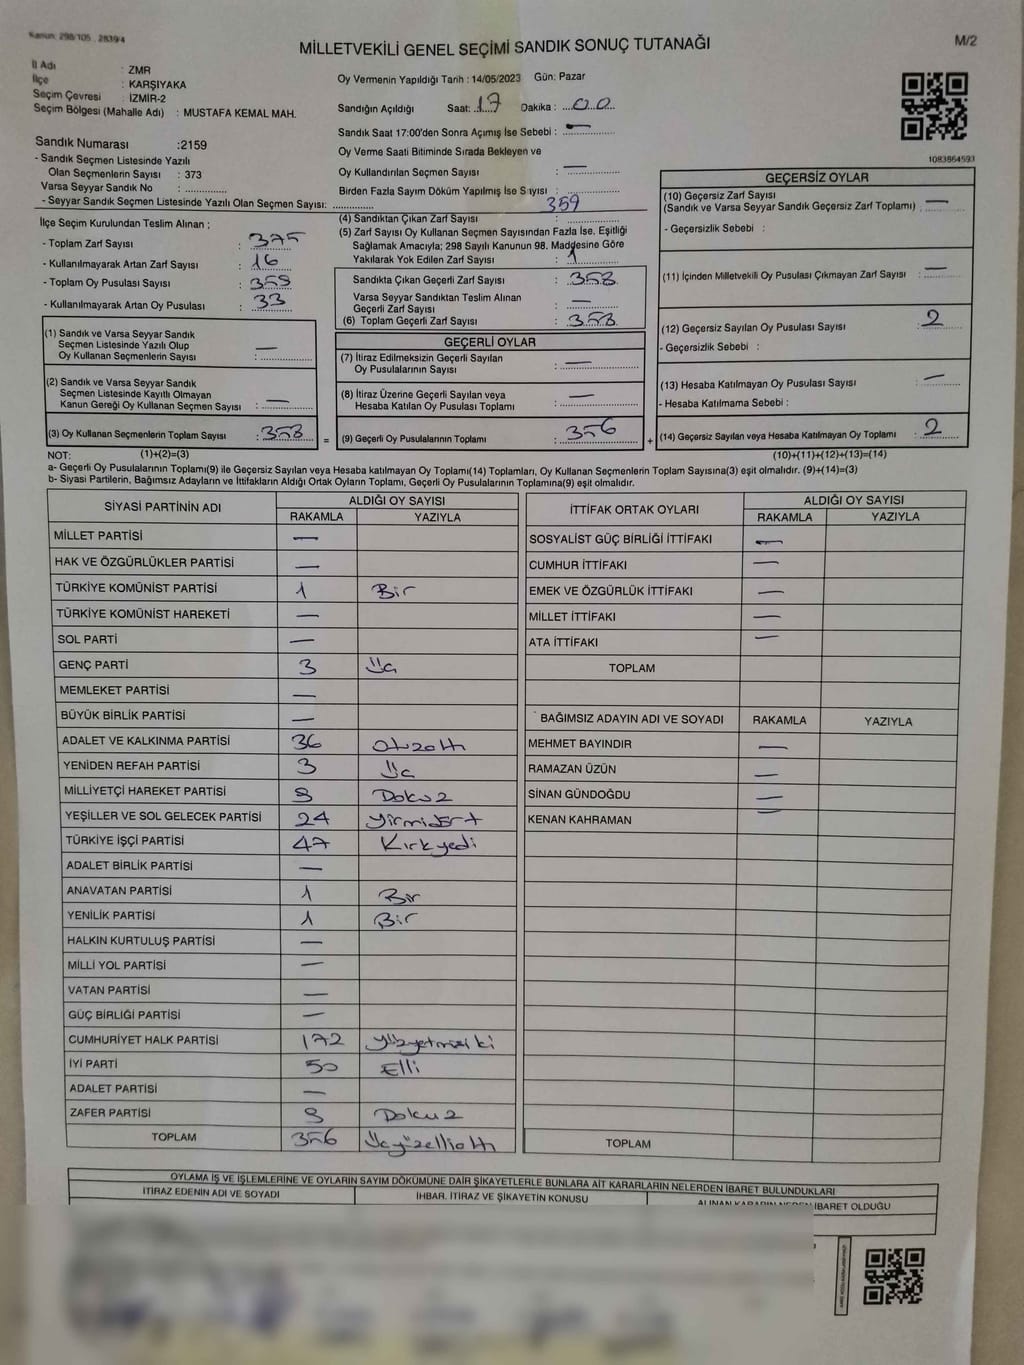 Kanun: 298/105 . 2839/4
MİLLETVEKİLİ GENEL SEÇİMİ SANDIK SONUÇ TUTANAĞI
M/2
İl Adı : ZMR
İlçe : KARŞIYAKA
Seçim Çevresi : İZMİR-2
Seçim Bölgesi (Mahalle Adı) : MUSTAFA KEMAL MAH.
Oy Vermenin Yapıldığı Tarih : 14/05/2023 Gün: Pazar
Sandığın Açıldığı Saat: 17 Dakika : 00
Sandık Saat 17:00'den Sonra Açımış İse Sebebi : —
Oy Verme Saati Bitiminde Sırada Bekleyen ve
Oy Kullandırılan Seçmen Sayısı : —
Birden Fazla Sayım Döküm Yapılmış İse Sayısı :
Sandık Numarası :2159
- Sandık Seçmen Listesinde Yazılı
Olan Seçmenlerin Sayısı : 373
Varsa Seyyar Sandık No :
- Seyyar Sandık Seçmen Listesinde Yazılı Olan Seçmen Sayısı:
1083864593
İlçe Seçim Kurulundan Teslim Alınan ;
- Toplam Zarf Sayısı : 375
- Kullanılmayarak Artan Zarf Sayısı : 16
- Toplam Oy Pusulası Sayısı : 359
- Kullanılmayarak Artan Oy Pusulası : 33
359
(4) Sandıktan Çıkan Zarf Sayısı :
(5) Zarf Sayısı Oy Kullanan Seçmen Sayısından Fazla İse, Eşitliği
Sağlamak Amacıyla; 298 Sayılı Kanunun 98. Maddesine Göre
Yakılarak Yok Edilen Zarf Sayısı : 1
Sandıkta Çıkan Geçerli Zarf Sayısı : 358
Varsa Seyyar Sandıktan Teslim Alınan
Geçerli Zarf Sayısı : —
(6) Toplam Geçerli Zarf Sayısı : 358
GEÇERSİZ OYLAR
(10) Geçersiz Zarf Sayısı
(Sandık ve Varsa Seyyar Sandık Geçersiz Zarf Toplamı) : —
- Geçersizlik Sebebi :
(11) İçinden Milletvekili Oy Pusulası Çıkmayan Zarf Sayısı : —
(12) Geçersiz Sayılan Oy Pusulası Sayısı : 2
- Geçersizlik Sebebi :
(13) Hesaba Katılmayan Oy Pusulası Sayısı : —
- Hesaba Katılmama Sebebi :
(14) Geçersiz Sayılan veya Hesaba Katılmayan Oy Toplamı : 2
(10)+(11)+(12)+(13)=(14)
(1) Sandık ve Varsa Seyyar Sandık
Seçmen Listesinde Yazılı Olup
Oy Kullanan Seçmenlerin Sayısı : —
(2) Sandık ve Varsa Seyyar Sandık
Seçmen Listesinde Kayıtlı Olmayan
Kanun Gereği Oy Kullanan Seçmen Sayısı : —
(3) Oy Kullanan Seçmenlerin Toplam Sayısı : 358 =
GEÇERLİ OYLAR
(7) İtiraz Edilmeksizin Geçerli Sayılan
Oy Pusulalarının Sayısı : —
(8) İtiraz Üzerine Geçerli Sayılan veya
Hesaba Katılan Oy Pusulası Toplamı : —
(9) Geçerli Oy Pusulalarının Toplamı : 356 +
NOT: (1)+(2)=(3)
a- Geçerli Oy Pusulalarının Toplamı(9) ile Geçersiz Sayılan veya Hesaba katılmayan Oy Toplamı(14) Toplamları, Oy Kullanan Seçmenlerin Toplam Sayısına(3) eşit olmalıdır. (9)+(14)=(3)
b- Siyasi Partilerin, Bağımsız Adayların ve İttifakların Aldığı Ortak Oyların Toplamı, Geçerli Oy Pusulalarının Toplamına(9) eşit olmalıdır.
SİYASİ PARTİNİN ADI ALDIĞI OY SAYISI
RAKAMLA YAZIYLA
MİLLET PARTİSİ —
HAK VE ÖZGÜRLÜKLER PARTİSİ —
TÜRKİYE KOMÜNİST PARTİSİ 1 Bir
TÜRKİYE KOMÜNİST HAREKETİ —
SOL PARTİ —
GENÇ PARTİ 3 Üç
MEMLEKET PARTİSİ —
BÜYÜK BİRLİK PARTİSİ —
ADALET VE KALKINMA PARTİSİ 36 Otuzaltı
YENİDEN REFAH PARTİSİ 3 Üç
MİLLİYETÇİ HAREKET PARTİSİ 9 Dokuz
YEŞİLLER VE SOL GELECEK PARTİSİ 24 yirmidört
TÜRKİYE İŞÇİ PARTİSİ 47 Kırkyedi
ADALET BİRLİK PARTİSİ —
ANAVATAN PARTİSİ 1 Bir
YENİLİK PARTİSİ 1 Bir
HALKIN KURTULUŞ PARTİSİ —
MİLLİ YOL PARTİSİ —
VATAN PARTİSİ —
GÜÇ BİRLİĞİ PARTİSİ —
CUMHURİYET HALK PARTİSİ 172 yüzyetmişiki
İYİ PARTİ 50 Elli
ADALET PARTİSİ —
ZAFER PARTİSİ 9 Dokuz
TOPLAM 356 Üçyüzellialtı
İTTİFAK ORTAK OYLARI ALDIĞI OY SAYISI
RAKAMLA YAZIYLA
SOSYALİST GÜÇ BİRLİĞİ İTTİFAKI —
CUMHUR İTTİFAKI —
EMEK VE ÖZGÜRLÜK İTTİFAKI —
MİLLET İTTİFAKI —
ATA İTTİFAKI —
TOPLAM
BAĞIMSIZ ADAYIN ADI VE SOYADI RAKAMLA YAZIYLA
MEHMET BAYINDIR —
RAMAZAN ÜZÜN —
SİNAN GÜNDOĞDU —
KENAN KAHRAMAN —
TOPLAM
OYLAMA İŞ VE İŞLEMLERİNE VE OYLARIN SAYIM DÖKÜMÜNE DAİR ŞİKAYETLERLE BUNLARA AİT KARARLARIN NELERDEN İBARET BULUNDUKLARI
İTİRAZ EDENİN ADI VE SOYADI İHBAR, İTİRAZ VE ŞİKAYETİN KONUSU ALINAN KARARIN NEDEN İBARET OLDUĞU